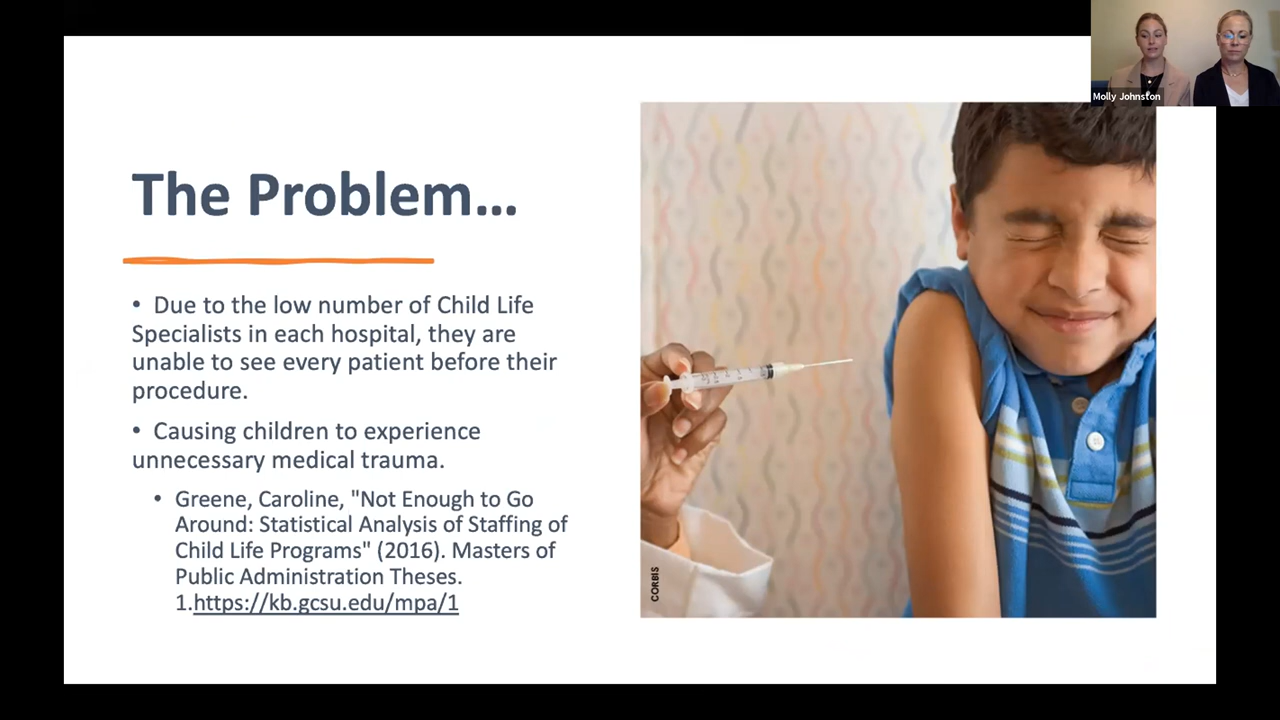 Molly Johnston
The Problem...
• Due to the low number of Child Life
Specialists in each hospital, they are
unable to see every patient before their
procedure.
• Causing children to experience
unnecessary medical trauma.
• Greene, Caroline, "Not Enough to Go
Around: Statistical Analysis of Staffing of
Child Life Programs" (2016). Masters of
Public Administration Theses.
1.https://kb.gcsu.edu/mpa/1
CORBIS